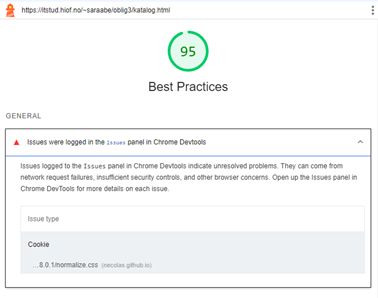 https://itstud.hiof.no/~saraabe/oblig3/katalog.html
95
Best Practices
GENERAL
Issues were logged in the Issues panel in Chrome Devtools
Issues logged to the Issues panel in Chrome Devtools indicate unresolved problems. They can come from
network request failures, insufficient security controls, and other browser concerns. Open up the Issues panel in
Chrome DevTools for more details on each issue.
Issue type
Cookie
…8.0.1/normalize.css (necolas.github.io)